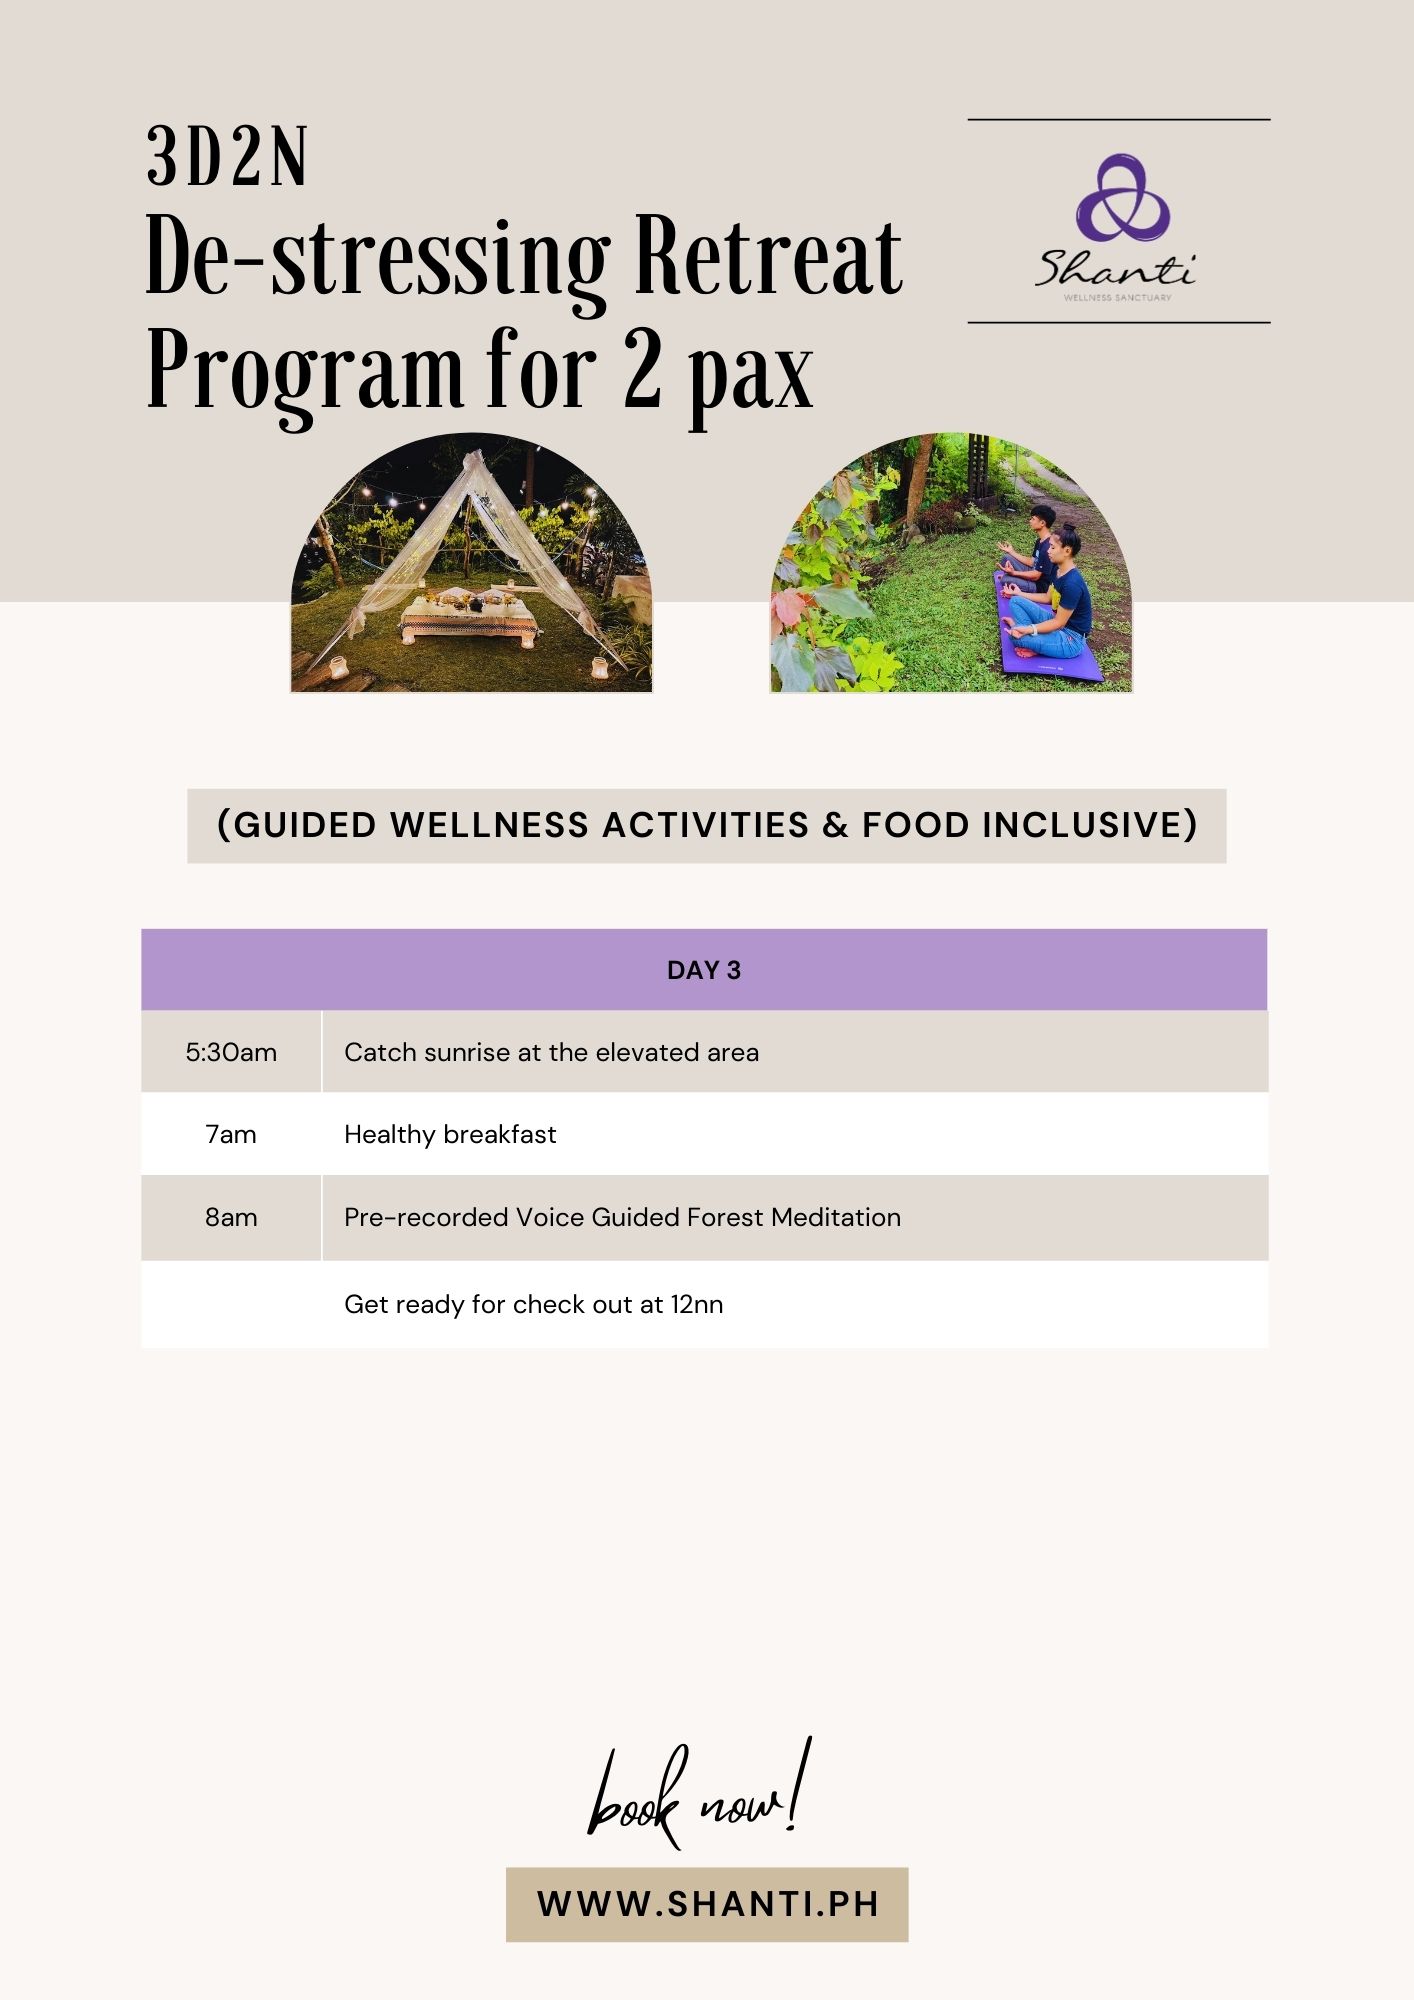 3D2N
De-stressing Retreat
Program for 2 pax
Shanti
WELLNESS SANCTUARY
(GUIDED WELLNESS ACTIVITIES & FOOD INCLUSIVE)
DAY 3
5:30am Catch sunrise at the elevated area
7am Healthy breakfast
8am Pre-recorded Voice Guided Forest Meditation
Get ready for check out at 12nn
book now!
WWW.SHANTI.PH